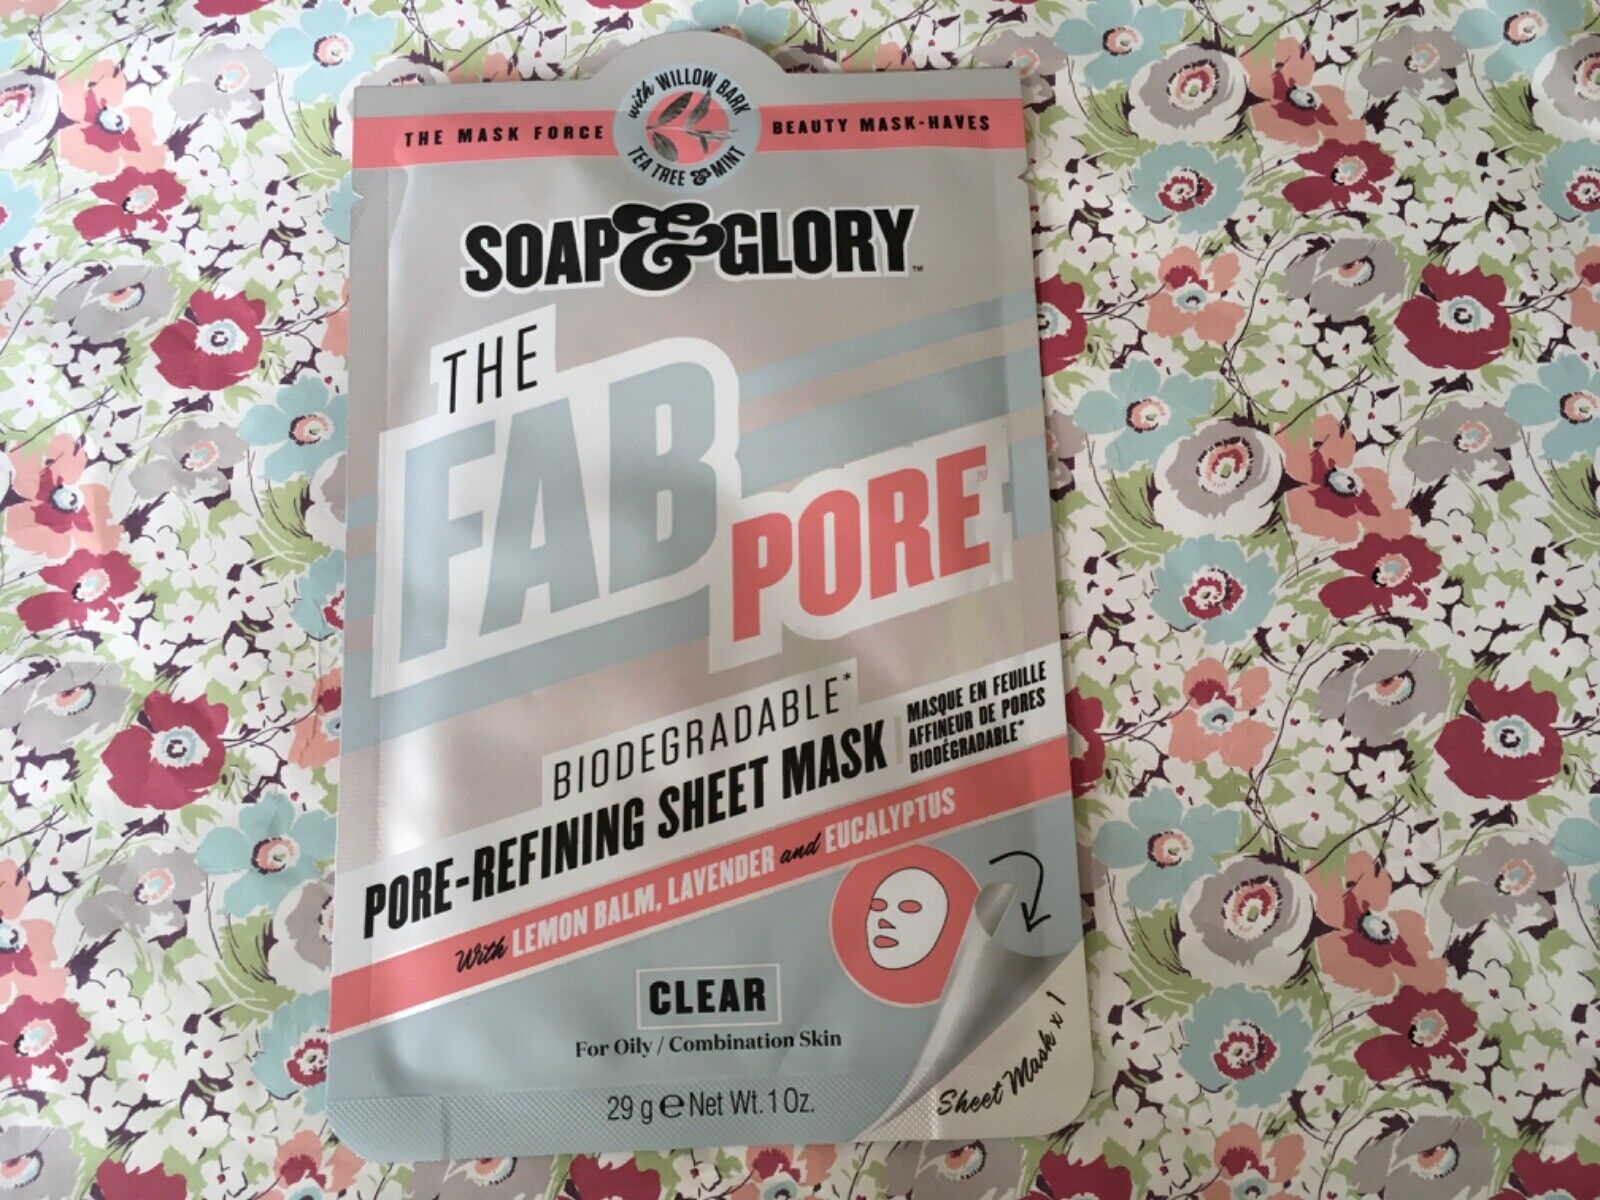 THE MASK FORCE
with WILLOW BARK
TEA TREE & MINT
BEAUTY MASK-HAVES
SOAP&GLORY™
THE
FAB
PORE™
BIODEGRADABLE*
PORE-REFINING SHEET MASK
MASQUE EN FEUILLE
AFFINEUR DE PORES
BIODÉGRADABLE*
With LEMON BALM, LAVENDER and EUCALYPTUS
CLEAR
For Oily / Combination Skin
29 g ℮ Net Wt. 1 Oz.
Sheet Mask x 1